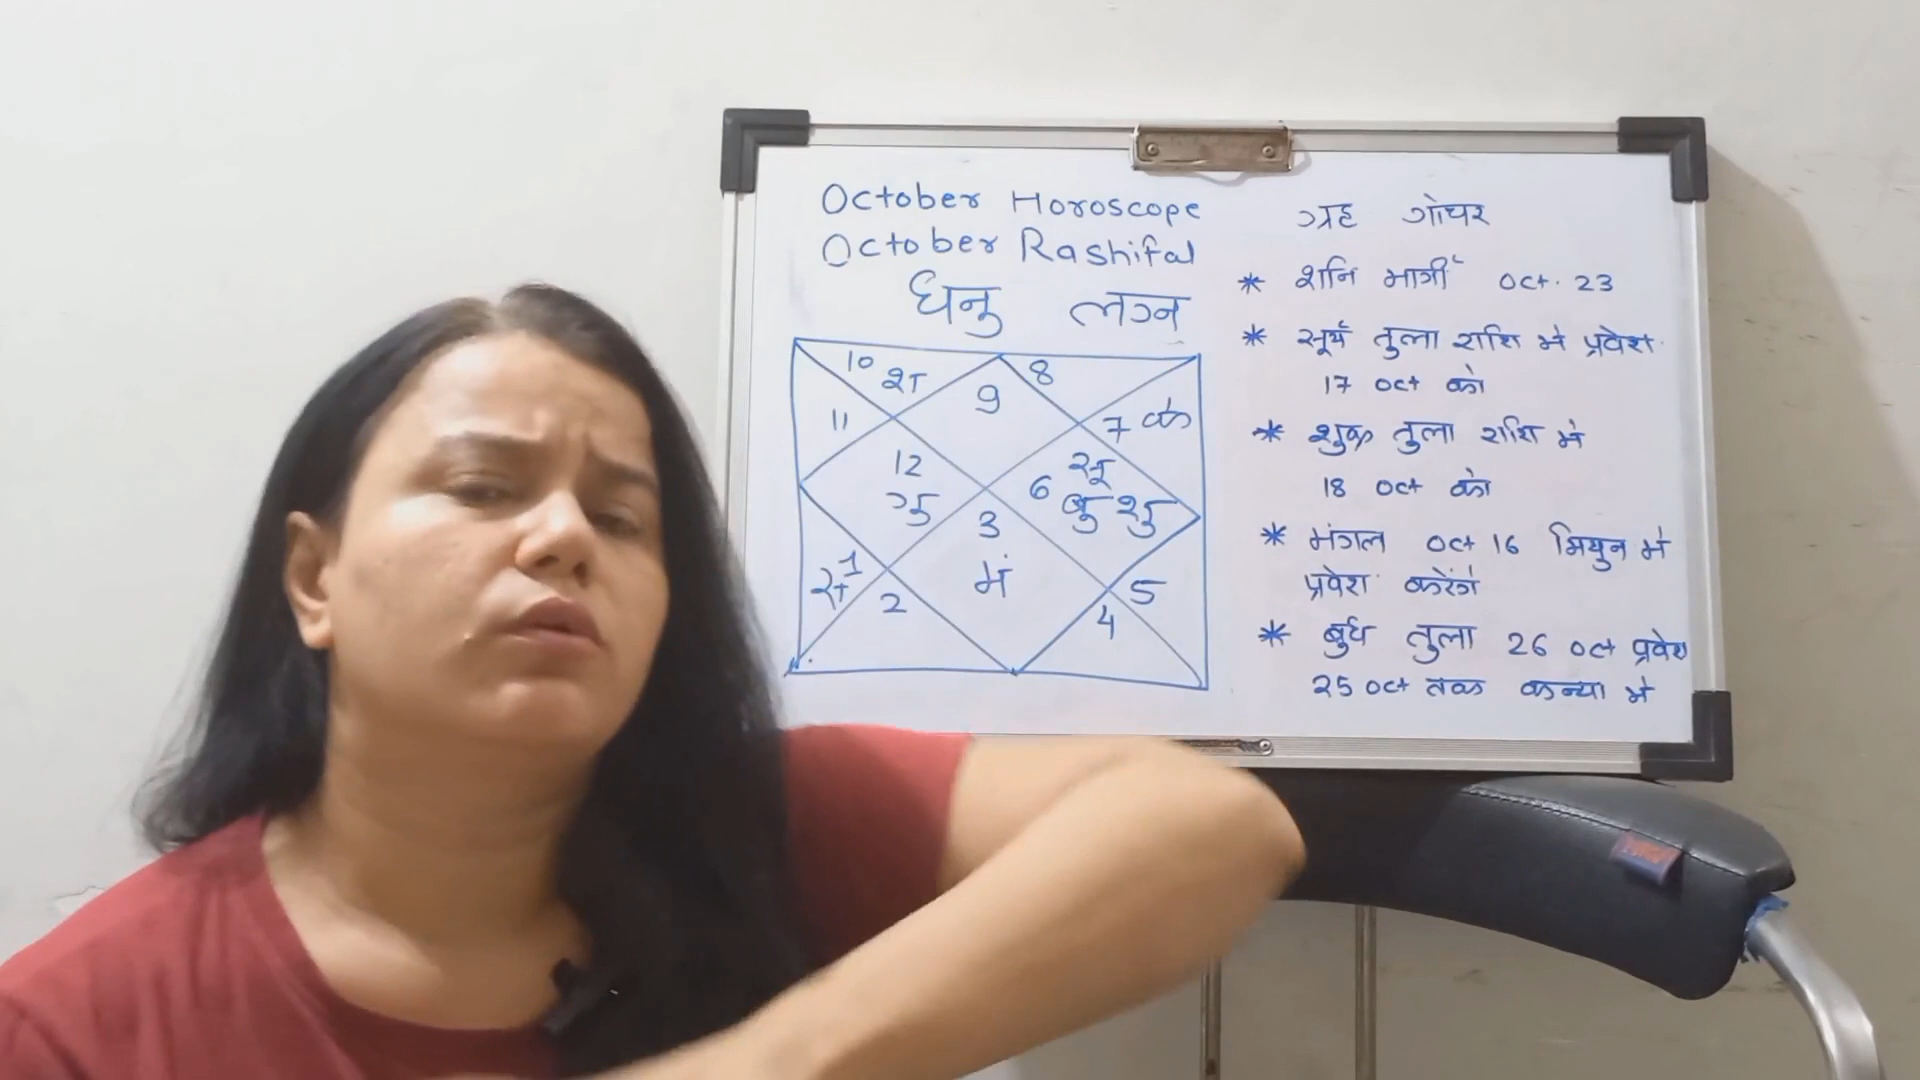 October Horoscope
October Rashifal
धनु लग्न
10 श
8
9
11
7 के
12
गु
6 सू
बु शु
3
मं
1
रा
2
5
4
ग्रह गोचर
* शनि मार्गी Oct. 23
* सूर्य तुला राशि में प्रवेश
17 Oct को
* शुक्र तुला राशि में
18 Oct को
* मंगल Oct 16 मिथुन में
प्रवेश करेंगे
* बुध तुला 26 Oct प्रवेश
25 Oct तक कन्या में